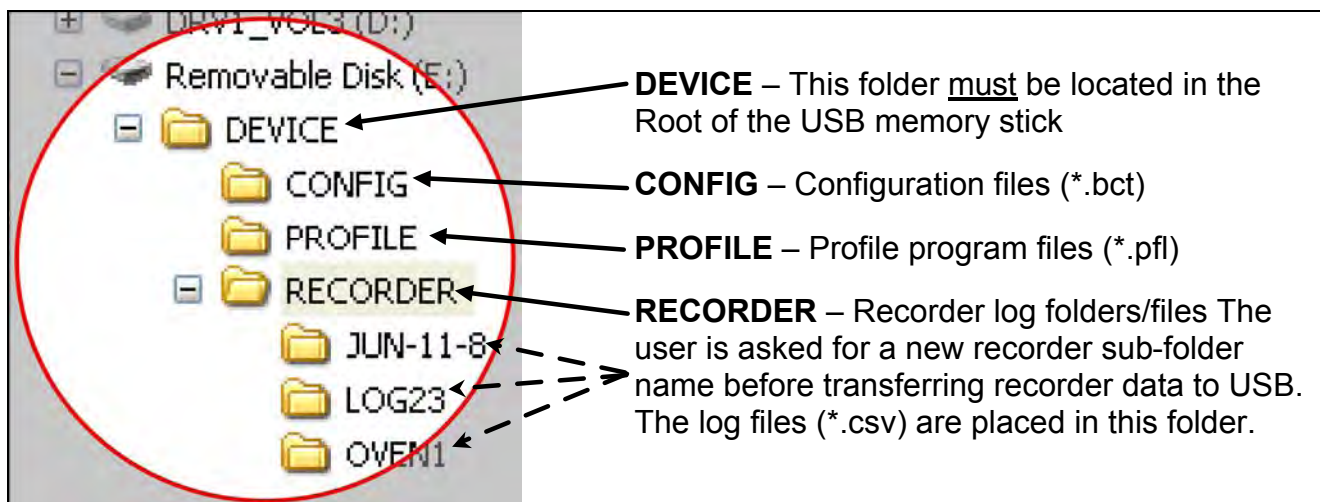 DRV1_VOL3 (D:)
Removable Disk (E:)
DEVICE
CONFIG
PROFILE
RECORDER
JUN-11-8
LOG23
OVEN1
DEVICE – This folder must be located in the
Root of the USB memory stick
CONFIG – Configuration files (*.bct)
PROFILE – Profile program files (*.pfl)
RECORDER – Recorder log folders/files The
user is asked for a new recorder sub-folder
name before transferring recorder data to USB.
The log files (*.csv) are placed in this folder.